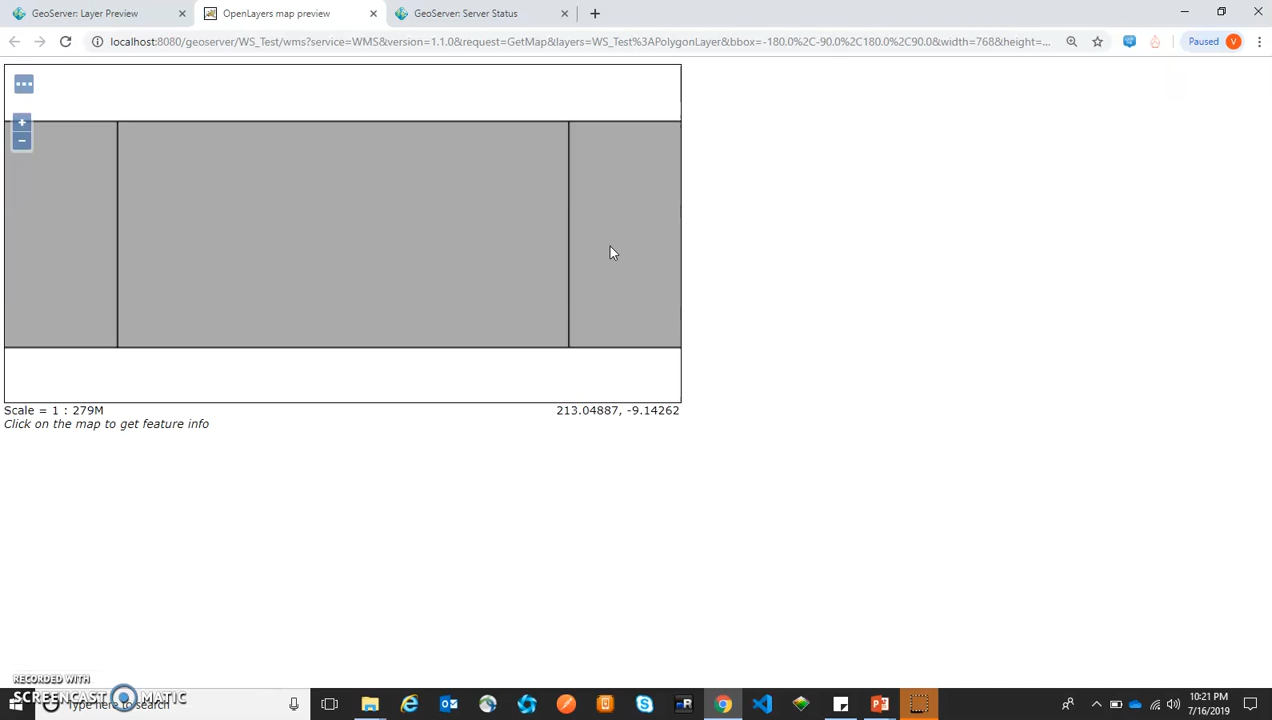 GeoServer: Layer Preview
OpenLayers map preview
GeoServer: Server Status
localhost:8080/geoserver/WS_Test/wms?service=WMS&version=1.1.0&request=GetMap&layers=WS_Test%3APolygonLayer&bbox=-180.0%2C-90.0%2C180.0%2C90.0&width=768&height=...
Paused
V
+
−
Scale = 1 : 279M
213.04887, -9.14262
Click on the map to get feature info
RECORDED WITH
SCREENCAST MATIC
Type here to search
10:21 PM
7/16/2019